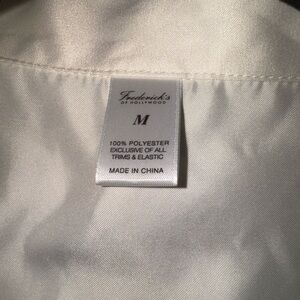 Frederick's
OF HOLLYWOOD
M
100% POLYESTER
EXCLUSIVE OF ALL
TRIMS & ELASTIC
MADE IN CHINA